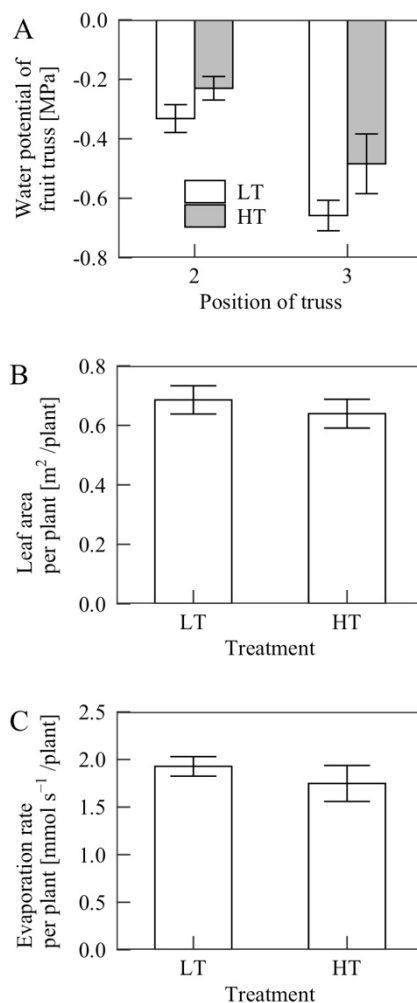 A
Water potential of
fruit truss [MPa]
0.0
-0.2
-0.4
-0.6
-0.8
LT
HT
2
3
Position of truss
B
Leaf area
per plant [m² /plant]
0.8
0.6
0.4
0.2
0.0
LT
HT
Treatment
C
Evaporation rate
per plant [mmol s⁻¹ /plant]
2.5
2.0
1.5
1.0
0.5
0.0
LT
HT
Treatment